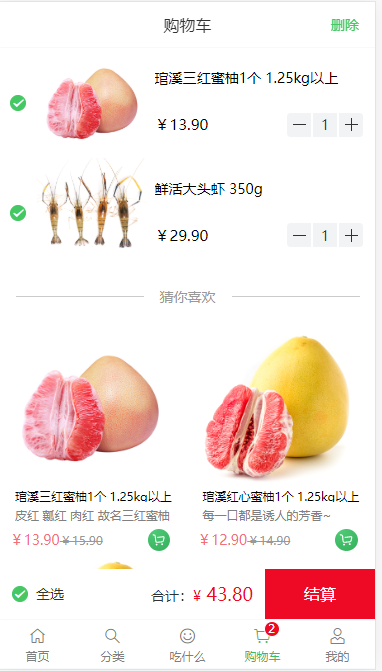 购物车 删除
琯溪三红蜜柚1个 1.25kg以上
￥13.90 1
鲜活大头虾 350g
￥29.90 1
猜你喜欢
琯溪三红蜜柚1个 1.25kg以上 琯溪红心蜜柚1个 1.25kg以上
皮红 瓤红 肉红 故名三红蜜柚 每一口都是诱人的芳香~
￥13.90 ￥15.90 ￥12.90 ￥14.90
全选 合计：￥ 43.80 结算
2
首页 分类 吃什么 购物车 我的